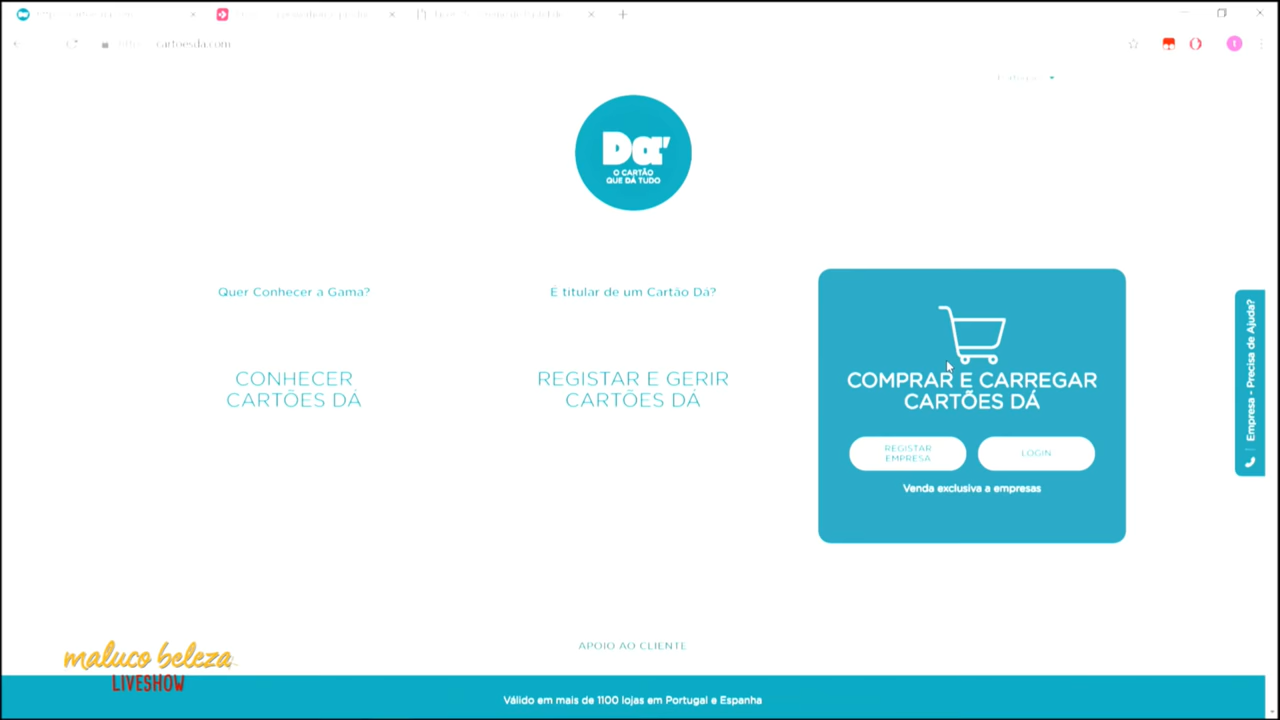 cartoesda.com
Dá
O CARTÃO
QUE DÁ TUDO
Quer Conhecer a Gama?
CONHECER
CARTÕES DÁ
É titular de um Cartão Dá?
REGISTAR E GERIR
CARTÕES DÁ
COMPRAR E CARREGAR
CARTÕES DÁ
REGISTAR
EMPRESA
LOGIN
Venda exclusiva a empresas
Empresa - Precisa de Ajuda?
APOIO AO CLIENTE
maluco beleza
LIVESHOW
Válido em mais de 1100 lojas em Portugal e Espanha